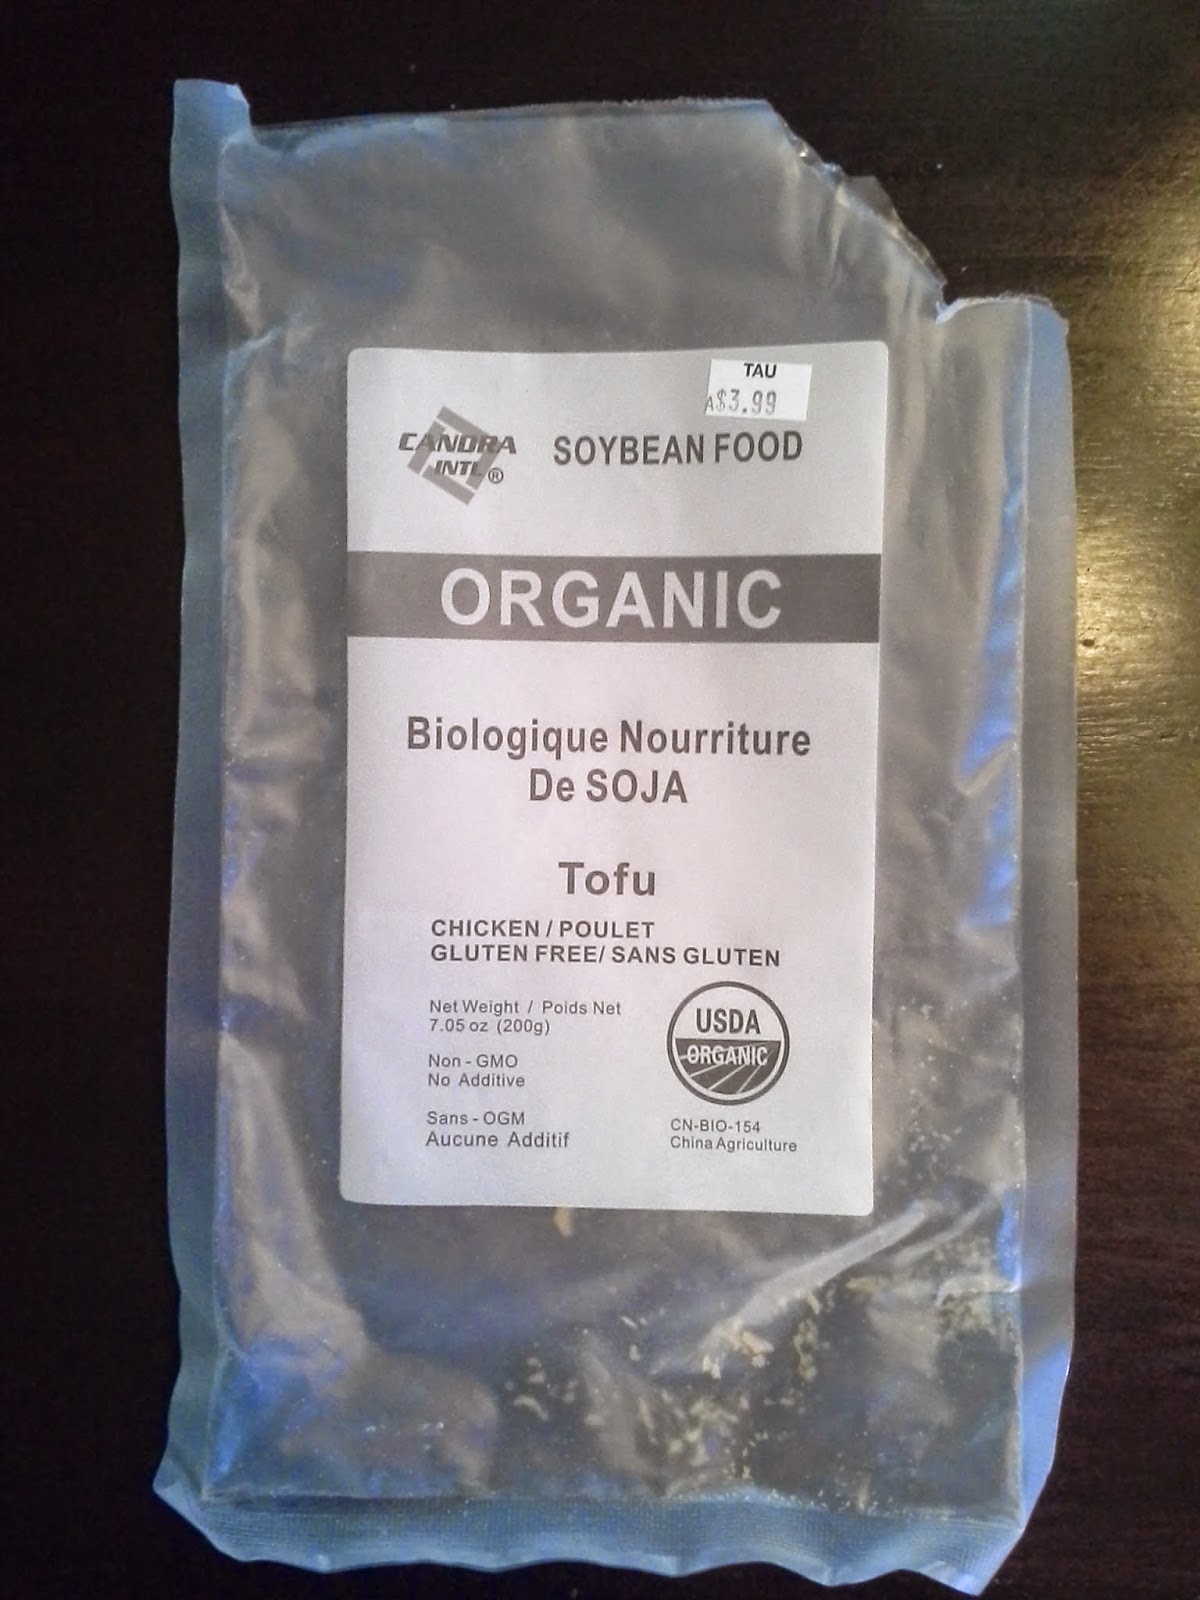 TAU
A$3.99
CANDRA
INTL®
SOYBEAN FOOD
ORGANIC
Biologique Nourriture
De SOJA
Tofu
CHICKEN / POULET
GLUTEN FREE/ SANS GLUTEN
Net Weight / Poids Net
7.05 oz (200g)
Non - GMO
No Additive
Sans - OGM
Aucune Additif
USDA
ORGANIC
CN-BIO-154
China Agriculture